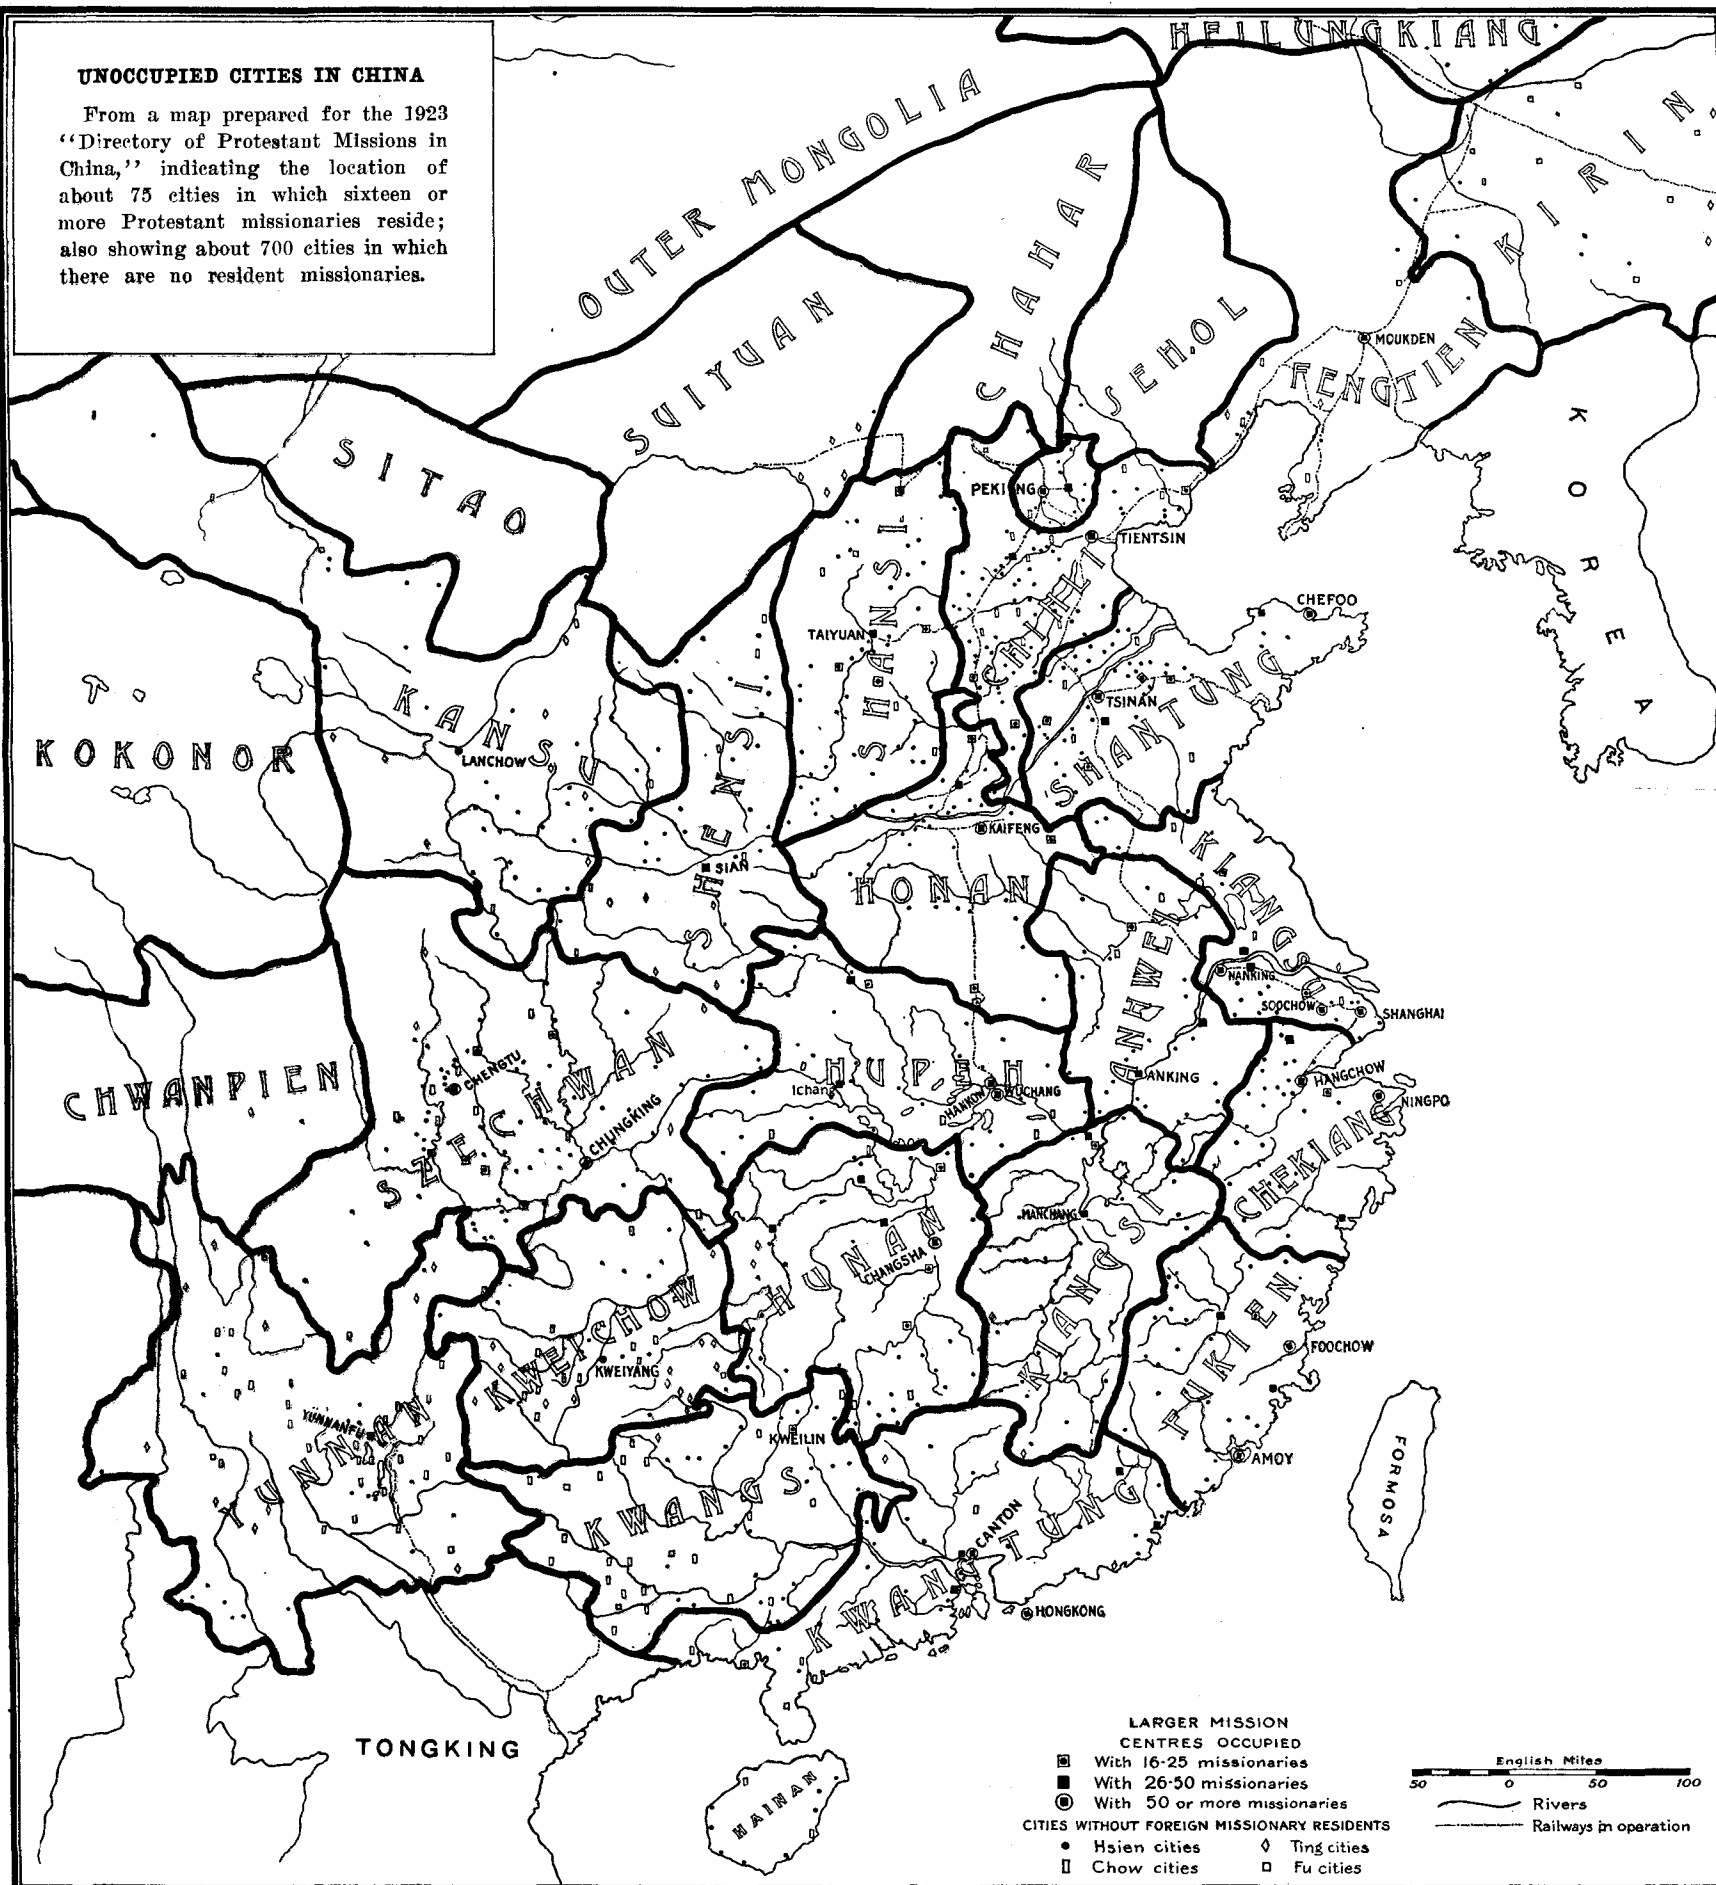 UNOCCUPIED CITIES IN CHINA
From a map prepared for the 1923
“Directory of Protestant Missions in
China,” indicating the location of
about 75 cities in which sixteen or
more Protestant missionaries reside;
also showing about 700 cities in which
there are no resident missionaries.
HEILUNGKIANG
KIRIN
OUTER MONGOLIA
CHAHAR
SUIYUAN
SEHOL
MOUKDEN
FENGTIEN
KOREA
SITAO
PEKING
TIENTSIN
CHIHLI
SHANSI
CHEFOO
TAIYUAN
KANSU
TSINAN
SHANTUNG
KOKONOR
LANCHOW
SHENSI
KAIFENG
SIAN
HONAN
KIANGSU
ANHWEI
NANKING
SOOCHOW
SHANGHAI
CHWANPIEN
CHENGTU
SZECHWAN
HUPEH
Ichang
HANKOW
WUCHANG
ANKING
HANGCHOW
NINGPO
CHUNGKING
CHEKIANG
NANCHANG
HUNAN
CHANGSHA
KIANGSI
KWEICHOW
KWEIYANG
FUKIEN
FOOCHOW
YUNNANFU
YUNNAN
KWEILIN
KWANGS
AMOY
FORMOSA
CANTON
KWANTUNG
HONGKONG
TONGKING
HAINAN
LARGER MISSION
CENTRES OCCUPIED
With 16-25 missionaries
With 26-50 missionaries
With 50 or more missionaries
CITIES WITHOUT FOREIGN MISSIONARY RESIDENTS
Hsien cities
Ting cities
Chow cities
Fu cities
English Miles
50 0 50 100
Rivers
Railways in operation